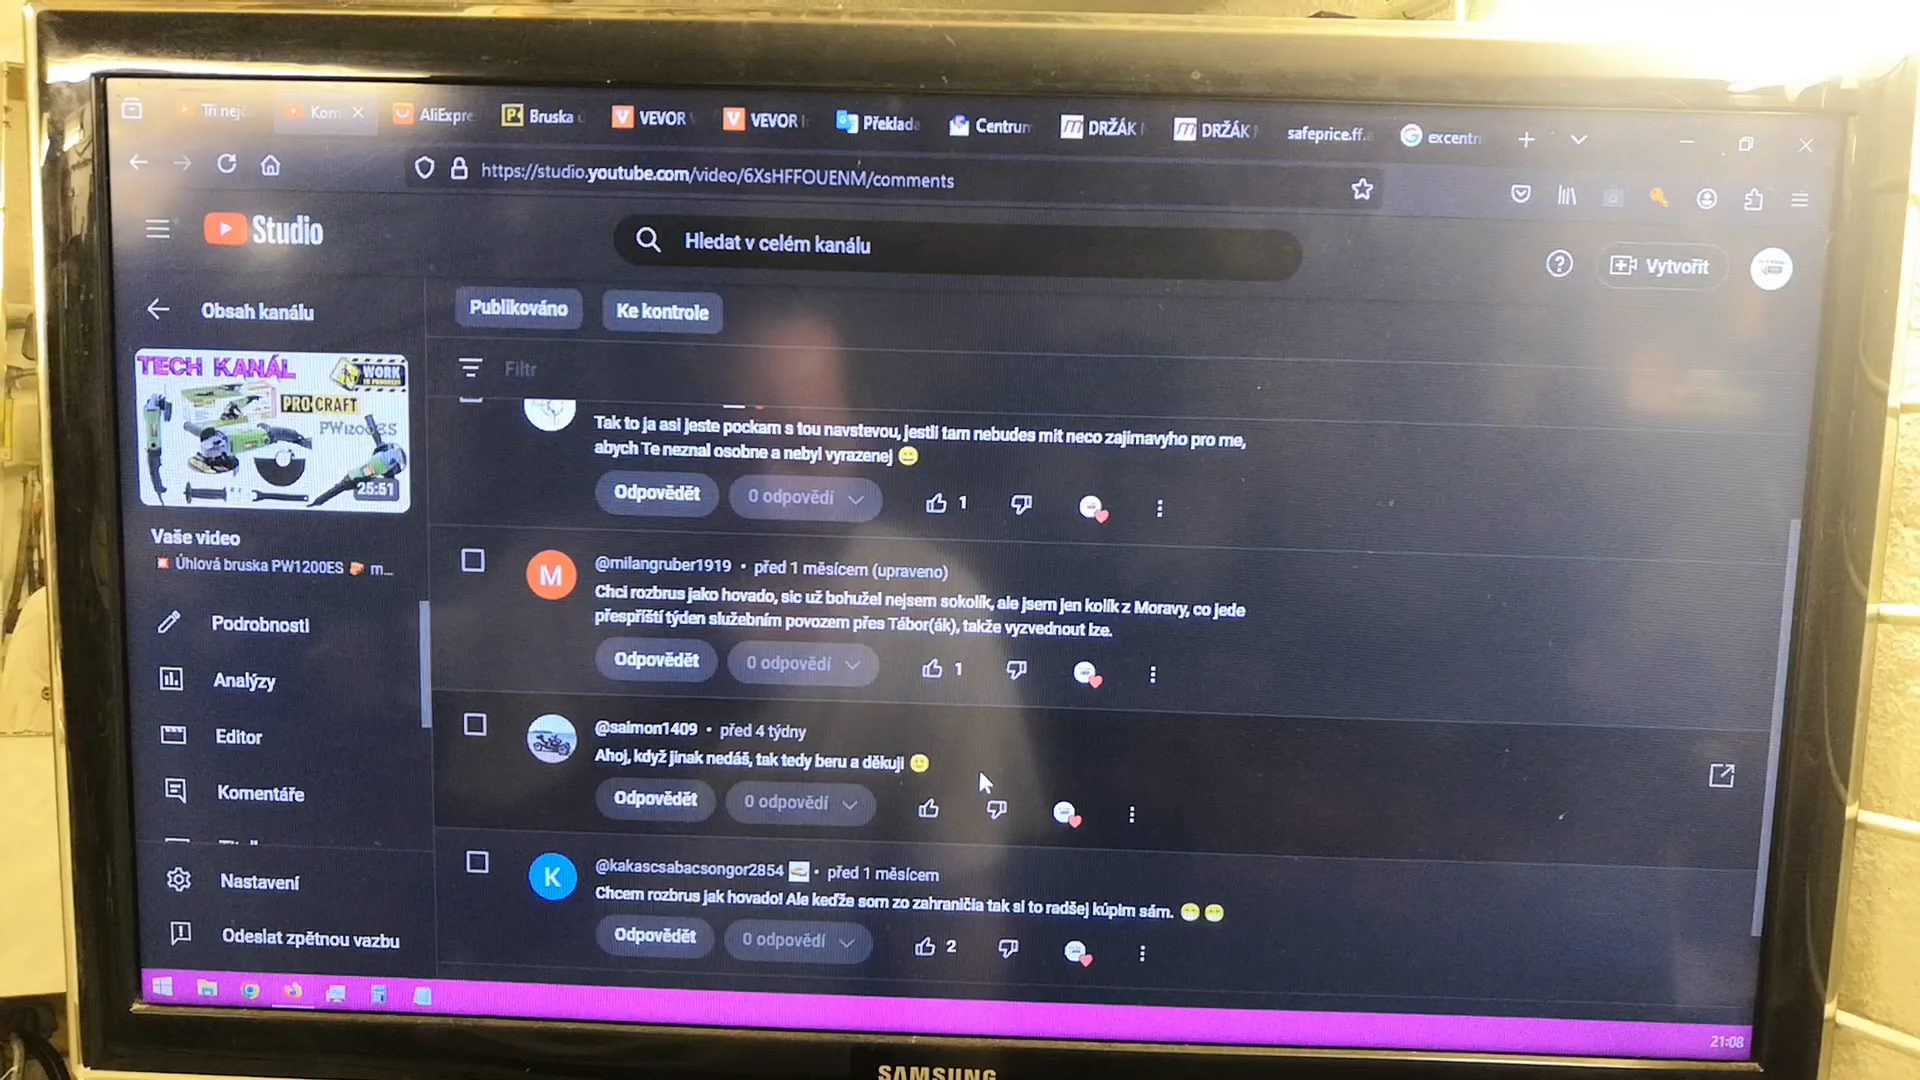 Tři nejč
Kome
AliExpre
Bruska ú
VEVOR
VEVOR
Překlada
Centrum
DRŽÁK
DRŽÁK
safeprice.ff.
excentri
https://studio.youtube.com/video/6XsHFFOUENM/comments
Studio
Hledat v celém kanálu
Vytvořit
Obsah kanálu
Publikováno
Ke kontrole
Filtr
TECH KANÁL
WORK
PROCRAFT
PW1200ES
25:51
Vaše video
Úhlová bruska PW1200ES m...
Podrobnosti
Analýzy
Editor
Komentáře
Nastavení
Odeslat zpětnou vazbu
Tak to ja asi jeste pockam s tou navstevou, jestli tam nebudes mit neco zajimavyho pro me,
abych Te neznal osobne a nebyl vyrazenej 😄
Odpovědět
0 odpovědí
1
@milangruber1919 • před 1 měsícem (upraveno)
M
Chci rozbrus jako hovado, sic už bohužel nejsem sokolík, ale jsem jen kolík z Moravy, co jede
přespříští týden služebním povozem přes Tábor(ák), takže vyzvednout lze.
Odpovědět
0 odpovědí
1
@saimon1409 • před 4 týdny
Ahoj, když jinak nedáš, tak tedy beru a děkuji 🙂
Odpovědět
0 odpovědí
@kakascsabacsongor2854 • před 1 měsícem
K
Chcem rozbrus jak hovado! Ale keďže som zo zahraničia tak si to radšej kúpim sám. 😁😁
Odpovědět
0 odpovědí
2
21:08
SAMSUNG